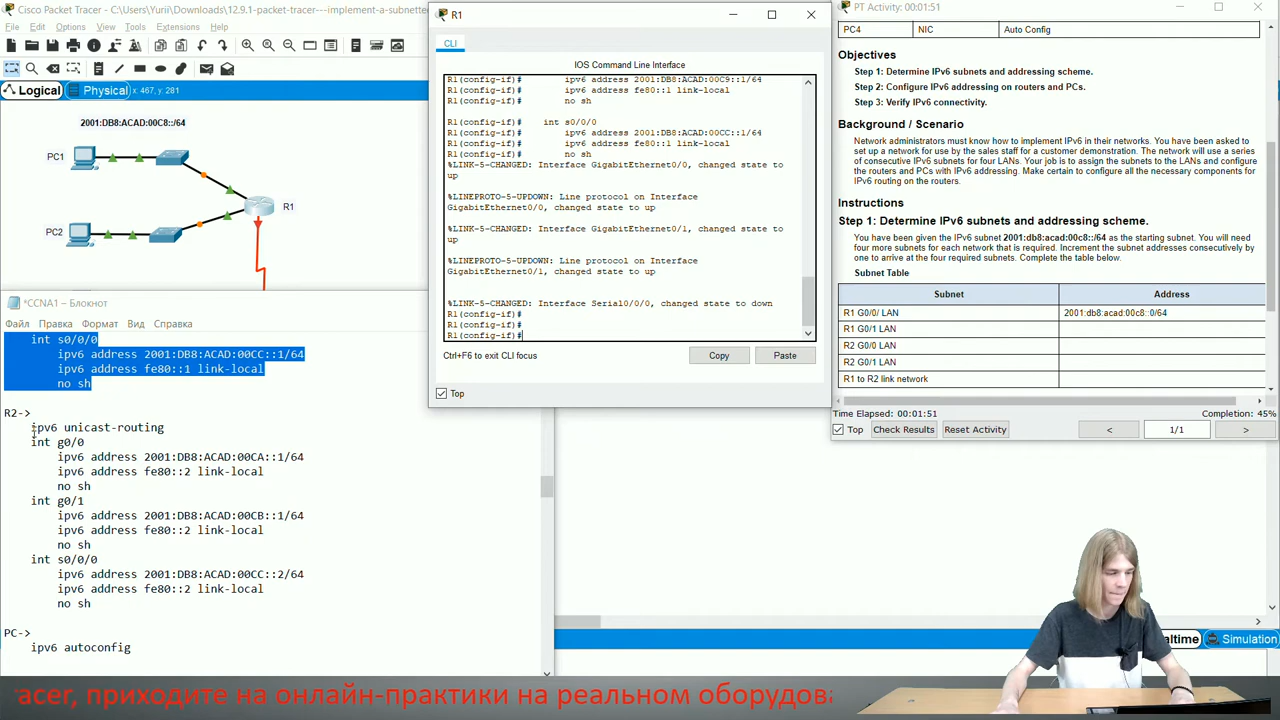 Cisco Packet Tracer - C:\Users\Yurii\Downloads\12.9.1-packet-tracer---implement-a-subnette
File Edit Options View Tools Extensions Help
Logical Physical x: 467, y: 281
2001:DB8:ACAD:00C8::/64
PC1
R1
PC2
*CCNA1 – Блокнот
Файл Правка Формат Вид Справка
int s0/0/0
ipv6 address 2001:DB8:ACAD:00CC::1/64
ipv6 address fe80::1 link-local
no sh
R2->
ipv6 unicast-routing
int g0/0
ipv6 address 2001:DB8:ACAD:00CA::1/64
ipv6 address fe80::2 link-local
no sh
int g0/1
ipv6 address 2001:DB8:ACAD:00CB::1/64
ipv6 address fe80::2 link-local
no sh
int s0/0/0
ipv6 address 2001:DB8:ACAD:00CC::2/64
ipv6 address fe80::2 link-local
no sh
PC->
ipv6 autoconfig
R1
CLI
IOS Command Line Interface
R1(config-if)# ipv6 address 2001:DB8:ACAD:00C9::1/64
R1(config-if)# ipv6 address fe80::1 link-local
R1(config-if)# no sh
R1(config-if)# int s0/0/0
R1(config-if)# ipv6 address 2001:DB8:ACAD:00CC::1/64
R1(config-if)# ipv6 address fe80::1 link-local
R1(config-if)# no sh
%LINK-5-CHANGED: Interface GigabitEthernet0/0, changed state to
up
%LINEPROTO-5-UPDOWN: Line protocol on Interface
GigabitEthernet0/0, changed state to up
%LINK-5-CHANGED: Interface GigabitEthernet0/1, changed state to
up
%LINEPROTO-5-UPDOWN: Line protocol on Interface
GigabitEthernet0/1, changed state to up
%LINK-5-CHANGED: Interface Serial0/0/0, changed state to down
R1(config-if)#
R1(config-if)#
R1(config-if)#
Ctrl+F6 to exit CLI focus
Copy
Paste
Top
PT Activity: 00:01:51
PC4 NIC Auto Config
Objectives
Step 1: Determine IPv6 subnets and addressing scheme.
Step 2: Configure IPv6 addressing on routers and PCs.
Step 3: Verify IPv6 connectivity.
Background / Scenario
Network administrators must know how to implement IPv6 in their networks. You have been asked to
set up a network for use by the sales staff for a customer demonstration. The network will use a series
of consecutive IPv6 subnets for four LANs. Your job is to assign the subnets to the LANs and configure
the routers and PCs with IPv6 addressing. Make certain to configure all the necessary components for
IPv6 routing on the routers.
Instructions
Step 1: Determine IPv6 subnets and addressing scheme.
You have been given the IPv6 subnet 2001:db8:acad:00c8::/64 as the starting subnet. You will need
four more subnets for each network that is required. Increment the subnet addresses consecutively by
one to arrive at the four required subnets. Complete the table below.
Subnet Table
Subnet Address
R1 G0/0/ LAN 2001:db8:acad:00c8::0/64
R1 G0/1 LAN
R2 G0/0 LAN
R2 G0/1 LAN
R1 to R2 link network
Time Elapsed: 00:01:51 Completion: 45%
Top Check Results Reset Activity < 1/1 >
Simulation
приходите на онлайн-практики на реальном